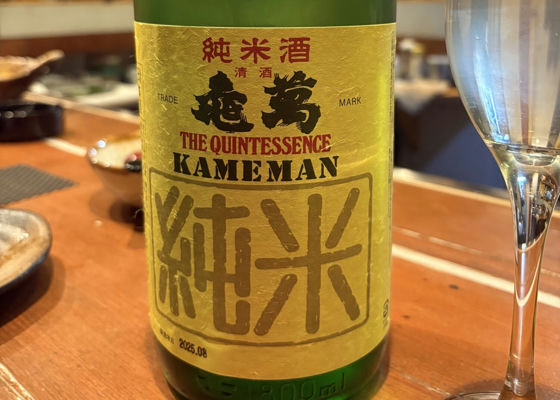 純米酒
清酒
亀萬
TRADE MARK
THE QUINTESSENCE
KAMEMAN
純米
2025.08